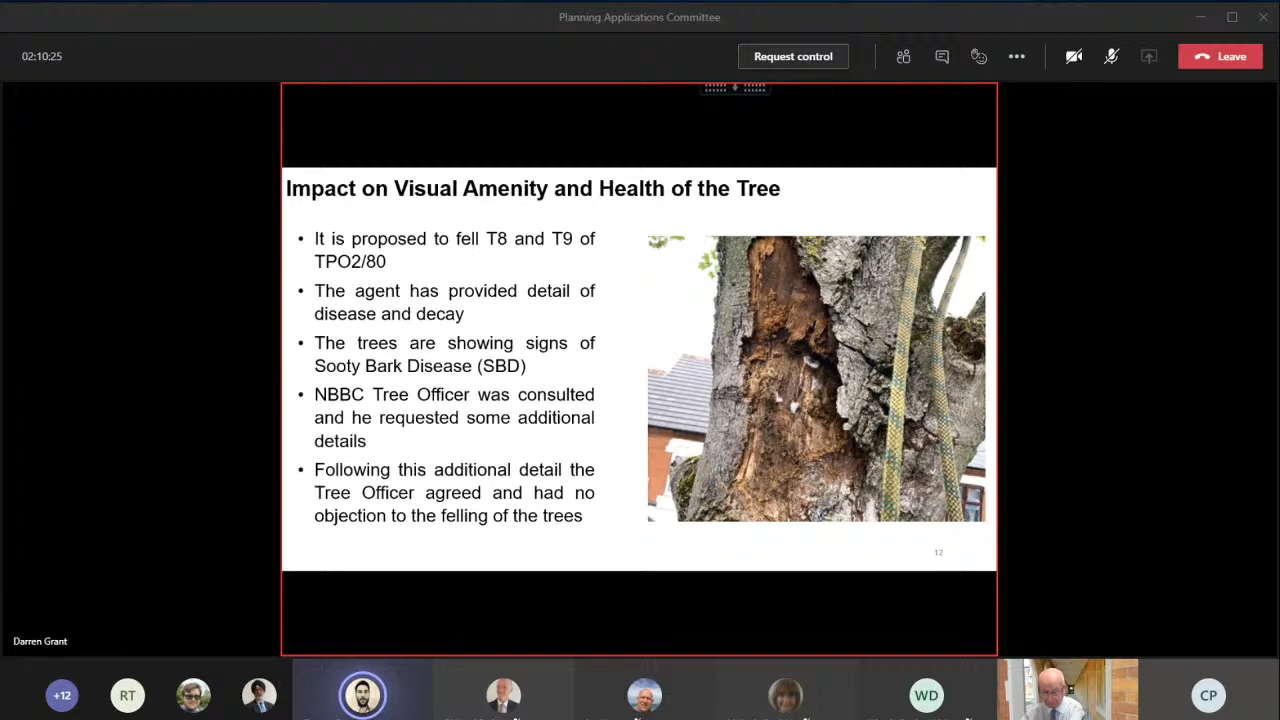 Planning Applications Committee
02:10:25
Request control
Leave
Impact on Visual Amenity and Health of the Tree
• It is proposed to fell T8 and T9 of
TPO2/80
• The agent has provided detail of
disease and decay
• The trees are showing signs of
Sooty Bark Disease (SBD)
• NBBC Tree Officer was consulted
and he requested some additional
details
• Following this additional detail the
Tree Officer agreed and had no
objection to the felling of the trees
12
Darren Grant
+12
RT
WD
CP